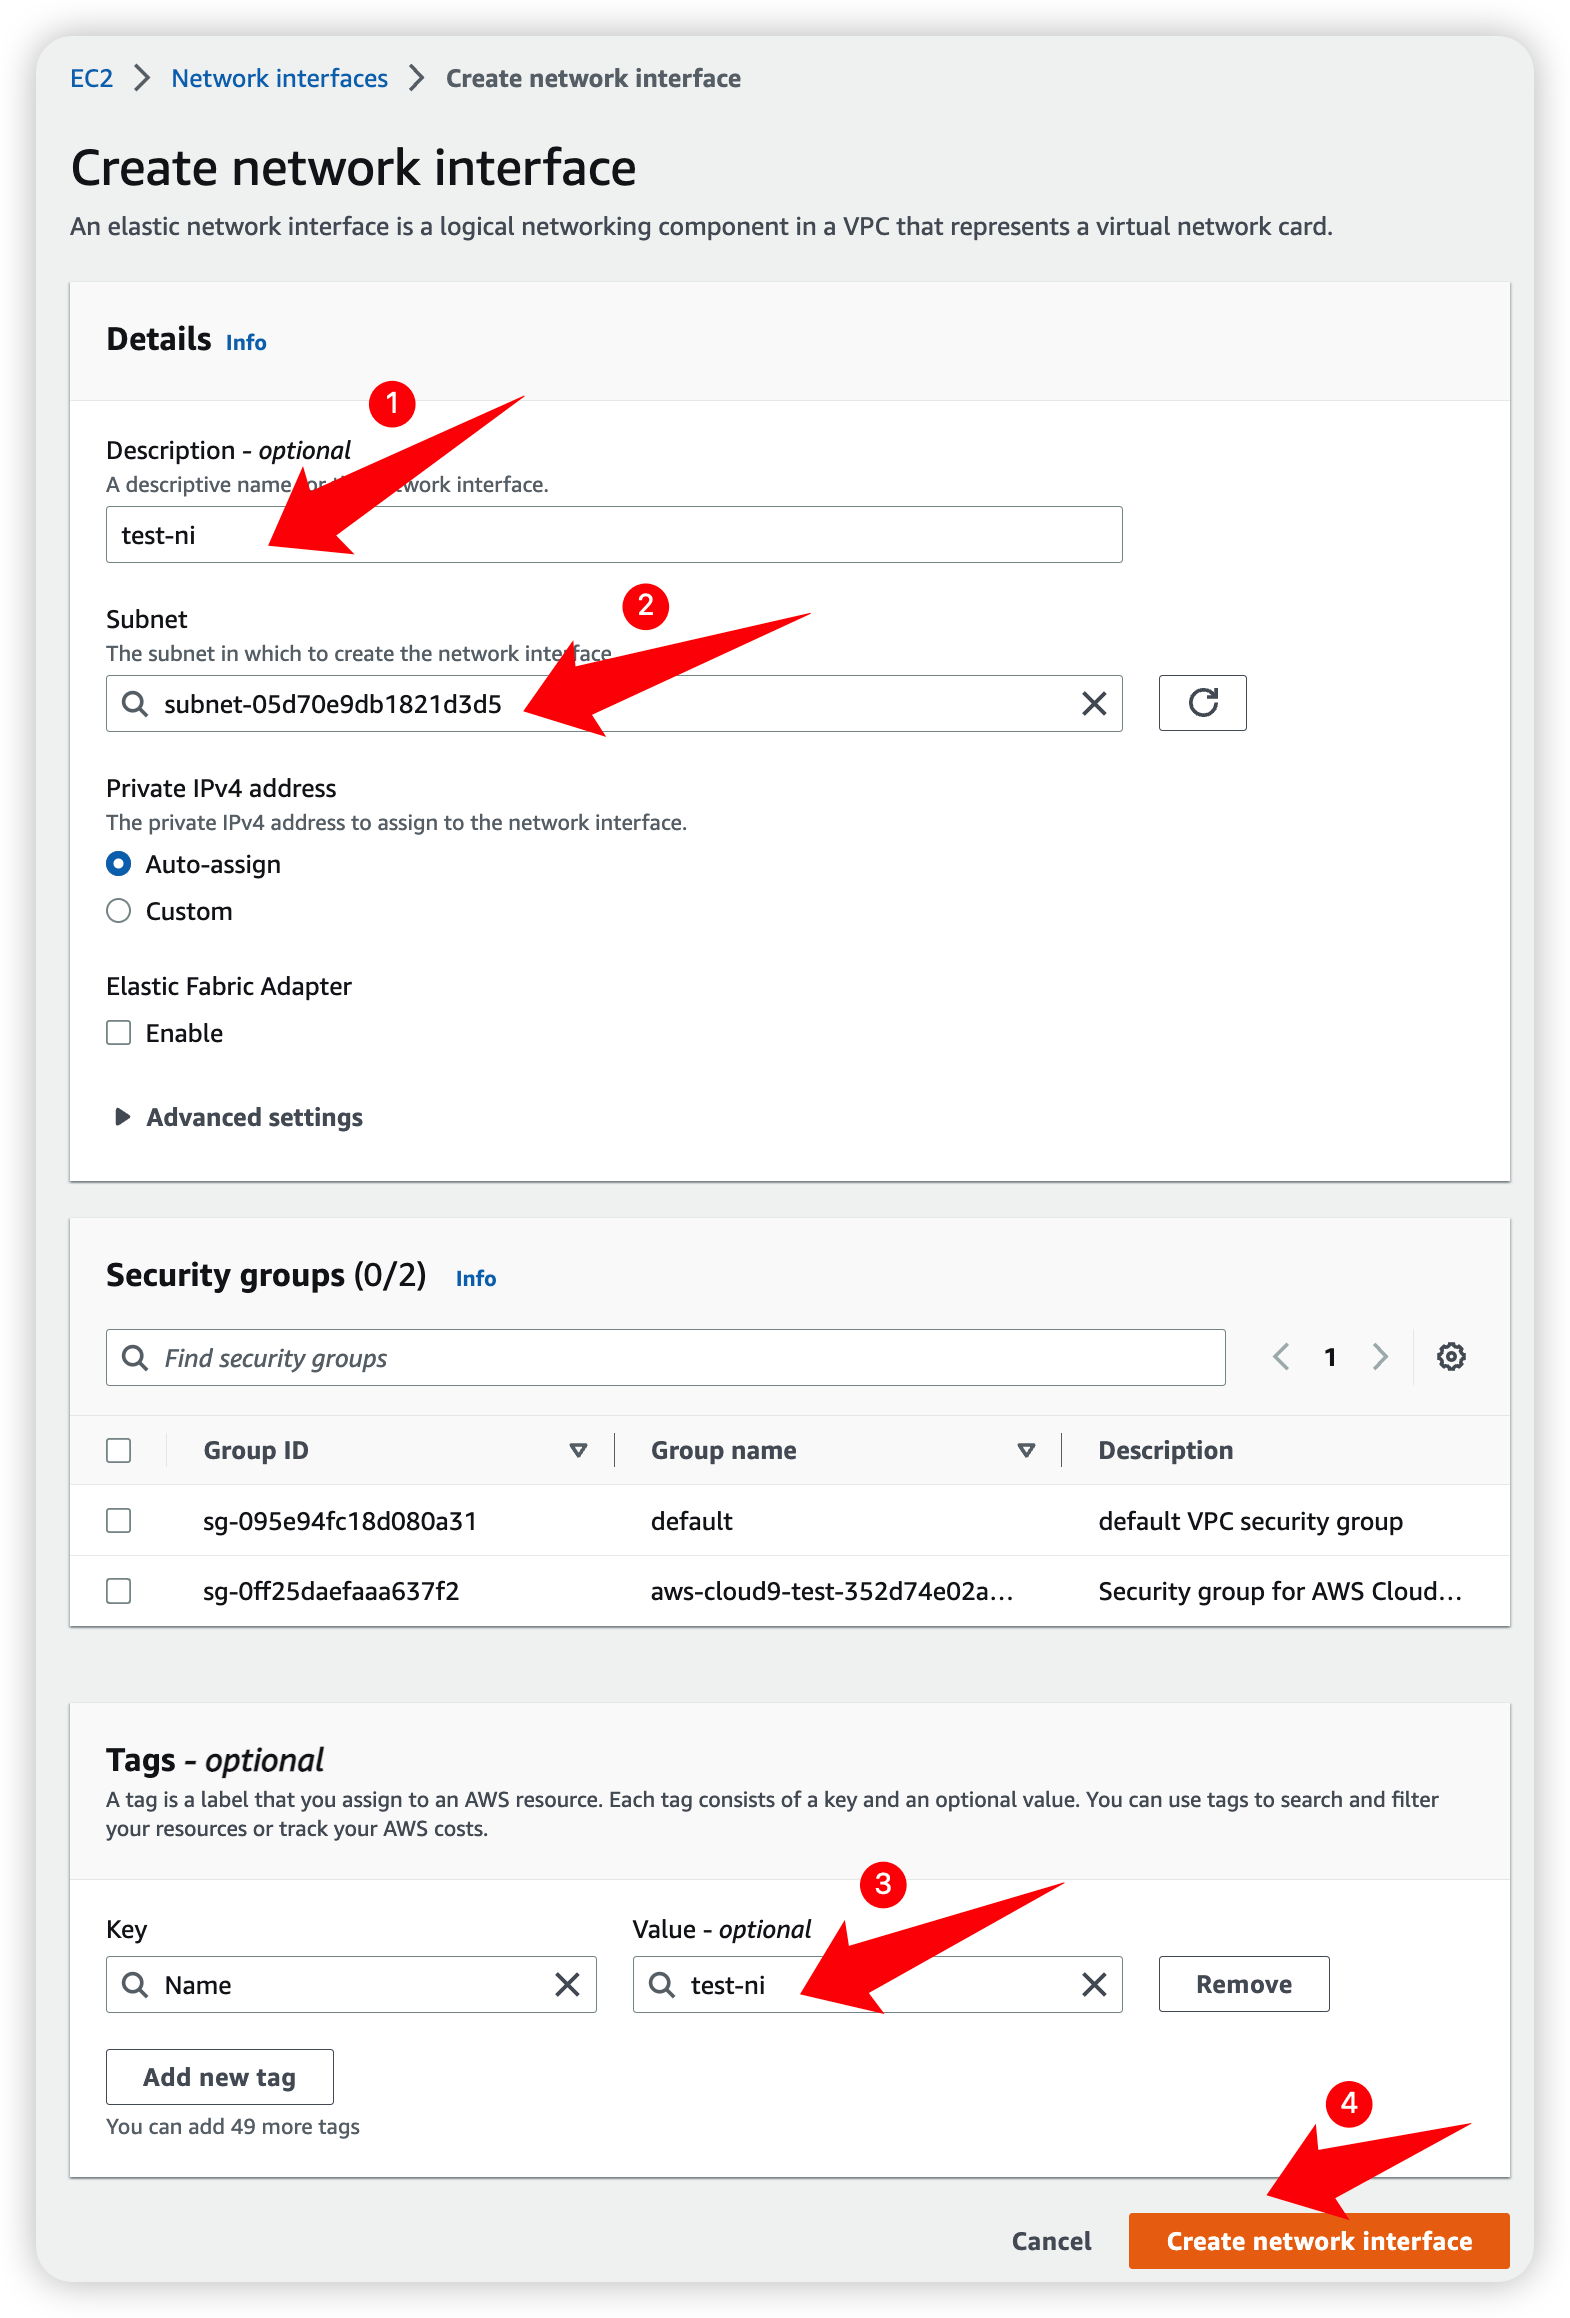 EC2 > Network interfaces > Create network interface
Create network interface
An elastic network interface is a logical networking component in a VPC that represents a virtual network card.
Details Info
1
Description - optional
A descriptive name for the network interface.
test-ni
2
Subnet
The subnet in which to create the network interface
subnet-05d70e9db1821d3d5
Private IPv4 address
The private IPv4 address to assign to the network interface.
Auto-assign
Custom
Elastic Fabric Adapter
Enable
Advanced settings
Security groups (0/2) Info
Find security groups
1
Group ID Group name Description
sg-095e94fc18d080a31 default default VPC security group
sg-0ff25daefaaa637f2 aws-cloud9-test-352d74e02a... Security group for AWS Cloud...
Tags - optional
A tag is a label that you assign to an AWS resource. Each tag consists of a key and an optional value. You can use tags to search and filter
your resources or track your AWS costs.
3
Key Value - optional
Name test-ni Remove
Add new tag
You can add 49 more tags
4
Cancel Create network interface